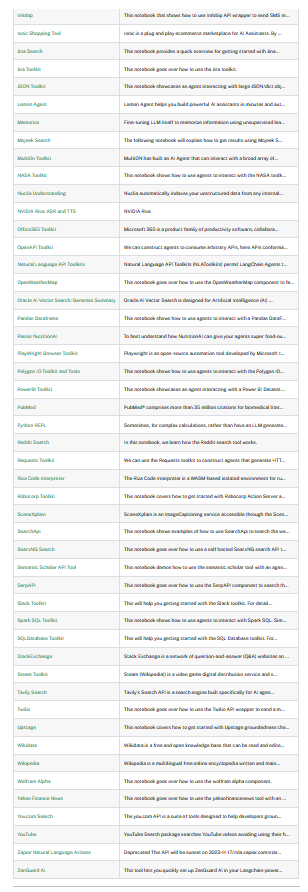 Infobip This notebook that shows how to use Infobip API wrapper to send SMS m...
Ionic Shopping Tool Ionic is a plug and play ecommerce marketplace for AI Assistants. By ...
Jina Search This notebook provides a quick overview for getting started with Jina...
Jira Toolkit This notebook goes over how to use the Jira toolkit.
JSON Toolkit This notebook showcases an agent interacting with large JSON/dict obj...
Lemon Agent Lemon Agent helps you build powerful AI assistants in minutes and aut...
Memorize Fine-tuning LLM itself to memorize information using unsupervised lea...
Mojeek Search The following notebook will explain how to get results using Mojeek S...
MultiOn Toolkit MultiON has built an AI Agent that can interact with a broad array of...
NASA Toolkit This notebook shows how to use agents to interact with the NASA toolk...
Nuclia Understanding Nuclia automatically indexes your unstructured data from any internal...
NVIDIA Riva: ASR and TTS NVIDIA Riva
Office365 Toolkit Microsoft 365 is a product family of productivity software, collabora...
OpenAPI Toolkit We can construct agents to consume arbitrary APIs, here APIs conforma...
Natural Language API Toolkits Natural Language API Toolkits (NLAToolkits) permit LangChain Agents t...
OpenWeatherMap This notebook goes over how to use the OpenWeatherMap component to fe...
Oracle AI Vector Search: Generate Summary Oracle AI Vector Search is designed for Artificial Intelligence (AI) ...
Pandas Dataframe This notebook shows how to use agents to interact with a Pandas DataF...
Passio NutritionAI To best understand how NutritionAI can give your agents super food-nu...
PlayWright Browser Toolkit Playwright is an open-source automation tool developed by Microsoft t...
Polygon IO Toolkit and Tools This notebook shows how to use agents to interact with the Polygon IO...
PowerBI Toolkit This notebook showcases an agent interacting with a Power BI Dataset....
PubMed PubMed® comprises more than 35 million citations for biomedical liter...
Python REPL Sometimes, for complex calculations, rather than have an LLM generate...
Reddit Search In this notebook, we learn how the Reddit search tool works.
Requests Toolkit We can use the Requests toolkit to construct agents that generate HTT...
Riza Code Interpreter The Riza Code Interpreter is a WASM-based isolated environment for ru...
Robocorp Toolkit This notebook covers how to get started with Robocorp Action Server a...
SceneXplain SceneXplain is an ImageCaptioning service accessible through the Scen...
SearchApi This notebook shows examples of how to use SearchApi to search the we...
SearxNG Search This notebook goes over how to use a self hosted SearxNG search API t...
Semantic Scholar API Tool This notebook demos how to use the semantic scholar tool with an agen...
SerpAPI This notebook goes over how to use the SerpAPI component to search th...
Slack Toolkit This will help you getting started with the Slack toolkit. For detail...
Spark SQL Toolkit This notebook shows how to use agents to interact with Spark SQL. Sim...
SQLDatabase Toolkit This will help you getting started with the SQL Database toolkit. For...
StackExchange Stack Exchange is a network of question-and-answer (Q&A) websites on ...
Steam Toolkit Steam (Wikipedia)) is a video game digital distribution service and s...
Tavily Search Tavily's Search API is a search engine built specifically for AI agen...
Twilio This notebook goes over how to use the Twilio API wrapper to send a m...
Upstage This notebook covers how to get started with Upstage groundedness che...
Wikidata Wikidata is a free and open knowledge base that can be read and edite...
Wikipedia Wikipedia is a multilingual free online encyclopedia written and main...
Wolfram Alpha This notebook goes over how to use the wolfram alpha component.
Yahoo Finance News This notebook goes over how to use the yahoofinancenews tool with an ...
You.com Search The you.com API is a suite of tools designed to help developers groun...
YouTube YouTube Search package searches YouTube videos avoiding using their h...
Zapier Natural Language Actions Deprecated This API will be sunset on 2023-11-17: nla.zapier.com/star...
ZenGuard AI This tool lets you quickly set up ZenGuard AI in your Langchain-power...